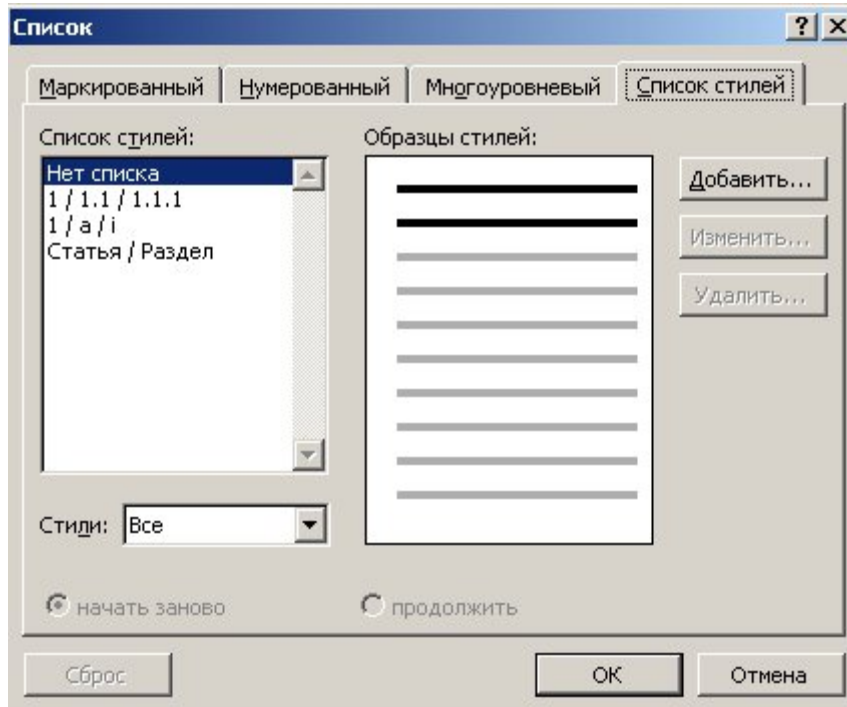 Список
Маркированный Нумерованный Многоуровневый Список стилей
Список стилей:
Нет списка
1 / 1.1 / 1.1.1
1 / a / i
Статья / Раздел
Образцы стилей:
Добавить...
Изменить...
Удалить...
Стили: Все
начать заново продолжить
Сброс ОК Отмена